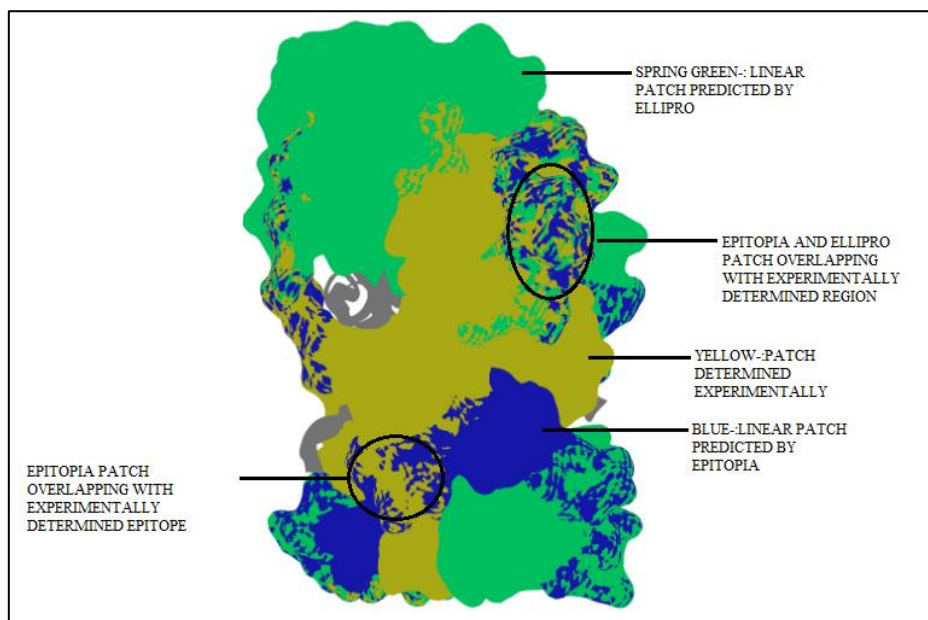 SPRING GREEN-: LINEAR
PATCH PREDICTED BY
ELLIPRO
EPITOPIA AND ELLIPRO
PATCH OVERLAPPING
WITH EXPERIMENTALLY
DETERMINED REGION
YELLOW-:PATCH
DETERMINED
EXPERIMENTALLY
BLUE-:LINEAR PATCH
PREDICTED BY
EPITOPIA
EPITOPIA PATCH
OVERLAPPING WITH
EXPERIMENTALLY
DETERMINED EPITOPE